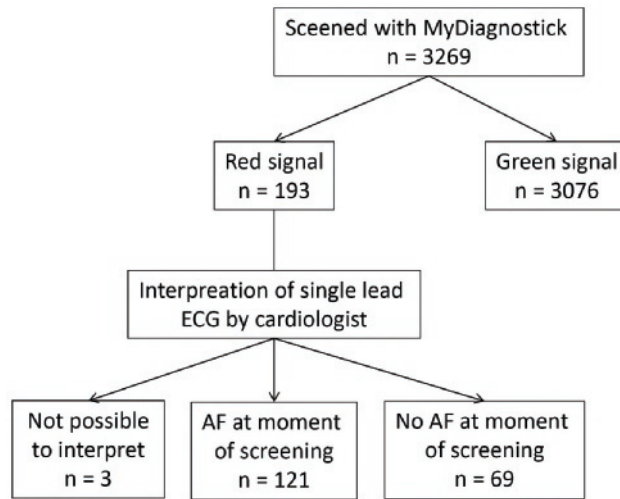 Sceened with MyDiagnostick
n = 3269
Red signal
n = 193
Green signal
n = 3076
Interpreation of single lead
ECG by cardiologist
Not possible
to interpret
n = 3
AF at moment
of screening
n = 121
No AF at moment
of screening
n = 69